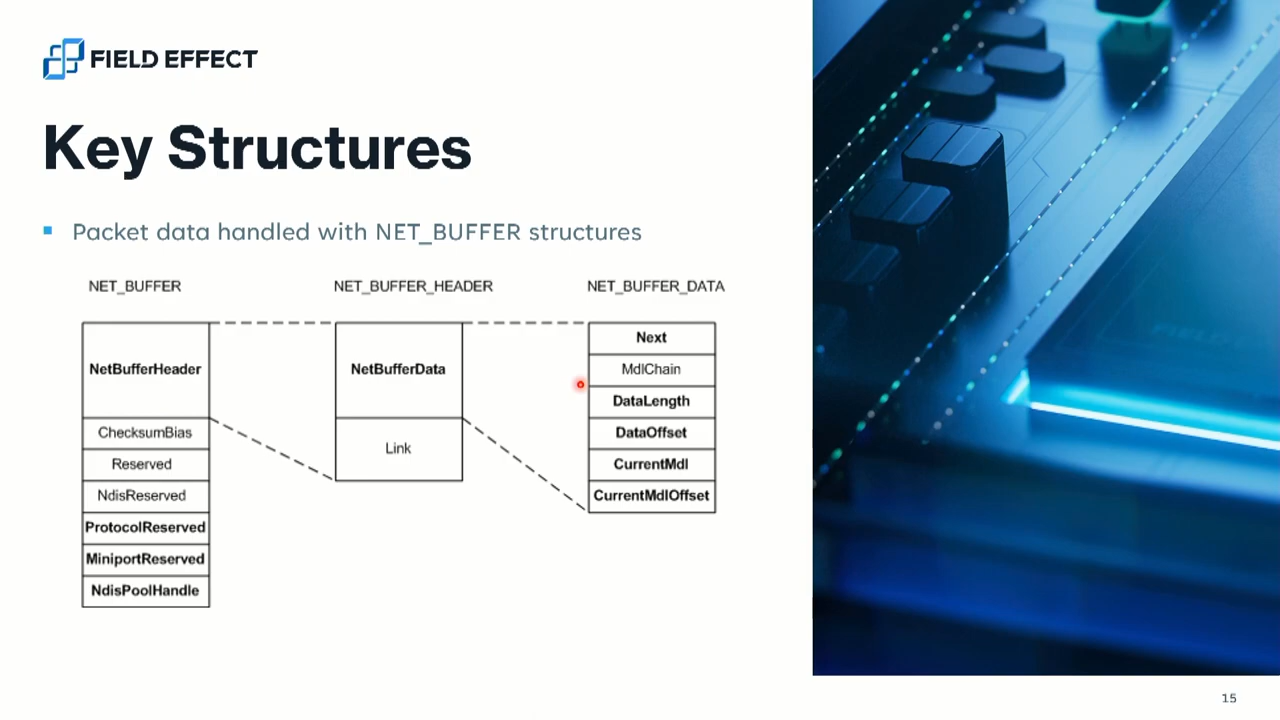 FIELD EFFECT
Key Structures
Packet data handled with NET_BUFFER structures
NET_BUFFER
NetBufferHeader
ChecksumBias
Reserved
NdisReserved
ProtocolReserved
MiniportReserved
NdisPoolHandle
NET_BUFFER_HEADER
NetBufferData
Link
NET_BUFFER_DATA
Next
MdlChain
DataLength
DataOffset
CurrentMdl
CurrentMdlOffset
15